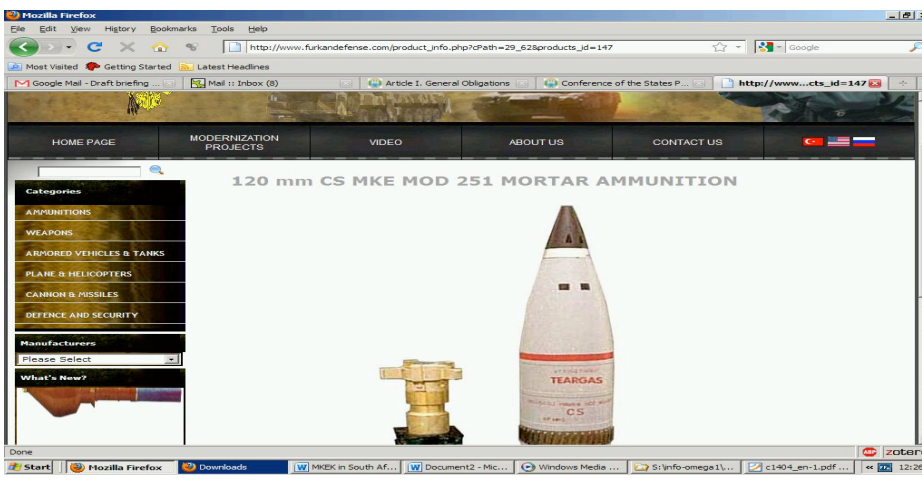 Mozilla Firefox
File Edit View History Bookmarks Tools Help
http://www.furkandefense.com/product_info.php?cPath=29_62&products_id=147
Google
Most Visited Getting Started Latest Headlines
Google Mail - Draft briefing ... Mail :: Inbox (8) Article I. General Obligations Conference of the States P... http://www...cts_id=147
HOME PAGE MODERNIZATION PROJECTS VIDEO ABOUT US CONTACT US
120 mm CS MKE MOD 251 MORTAR AMMUNITION
Categories
AMMUNITIONS
WEAPONS
ARMORED VEHICLES & TANKS
PLANE & HELICOPTERS
CANNON & MISSILES
DEFENCE AND SECURITY
Manufacturers
Please Select
What's New?
TEARGAS
CS
Done
ABP zoter
Start Mozilla Firefox Downloads MKEK in South Af... Document2 - Mic... Windows Media ... S:\info-omega1\... c1404_en-1.pdf ... « 12:26